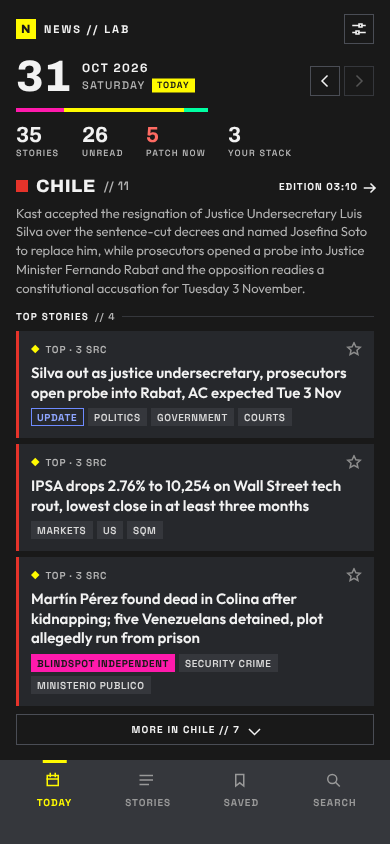 N NEWS // LAB
31 OCT 2026
SATURDAY TODAY
35 26 5 3
STORIES UNREAD PATCH NOW YOUR STACK
CHILE // 11 EDITION 03:10 →
Kast accepted the resignation of Justice Undersecretary Luis
Silva over the sentence-cut decrees and named Josefina Soto
to replace him, while prosecutors opened a probe into Justice
Minister Fernando Rabat and the opposition readies a
constitutional accusation for Tuesday 3 November.
TOP STORIES // 4
TOP · 3 SRC
Silva out as justice undersecretary, prosecutors
open probe into Rabat, AC expected Tue 3 Nov
UPDATE POLITICS GOVERNMENT COURTS
TOP · 3 SRC
IPSA drops 2.76% to 10,254 on Wall Street tech
rout, lowest close in at least three months
MARKETS US SQM
TOP · 3 SRC
Martín Pérez found dead in Colina after
kidnapping; five Venezuelans detained, plot
allegedly run from prison
BLINDSPOT INDEPENDENT SECURITY CRIME
MINISTERIO PUBLICO
MORE IN CHILE // 7
TODAY STORIES SAVED SEARCH